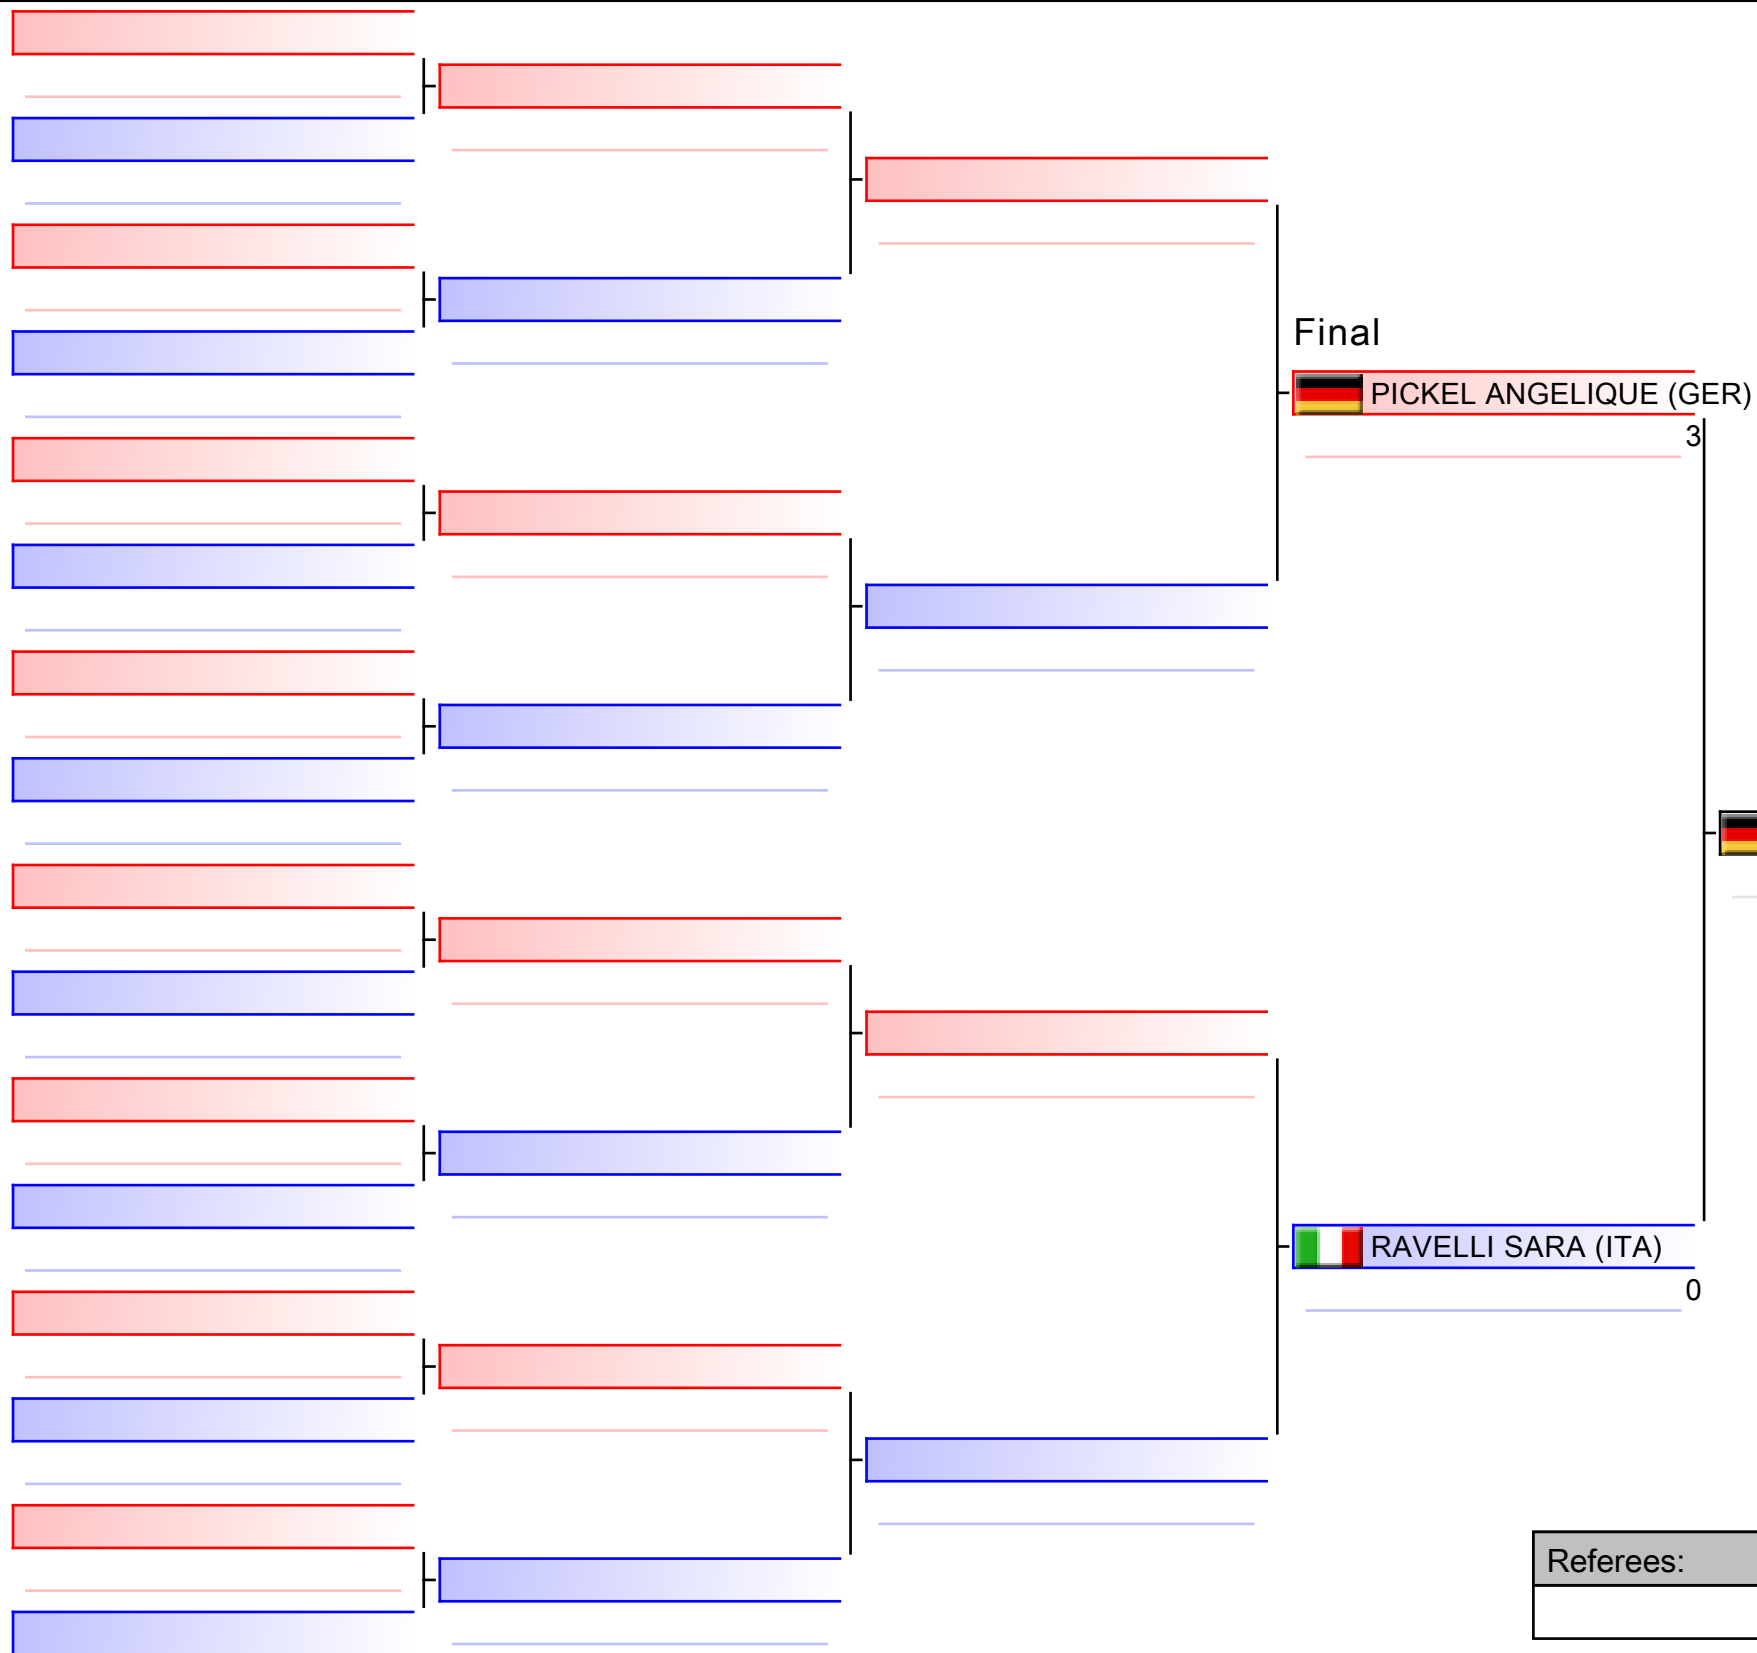 Final
PICKEL ANGELIQUE (GER)
3
RAVELLI SARA (ITA)
0
Referees: